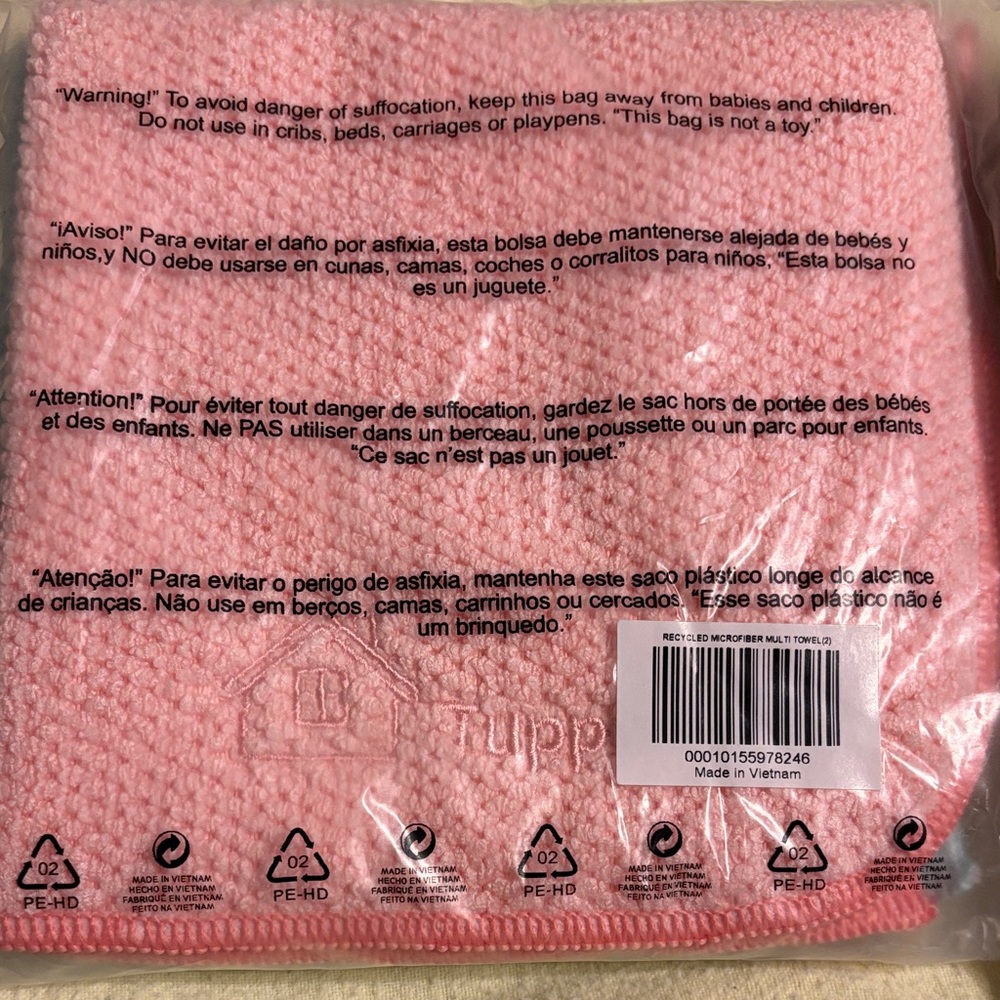 “Warning!” To avoid danger of suffocation, keep this bag away from babies and children.
Do not use in cribs, beds, carriages or playpens. “This bag is not a toy.”
“¡Aviso!” Para evitar el daño por asfixia, esta bolsa debe mantenerse alejada de bebés y
niños,y NO debe usarse en cunas, camas, coches o corralitos para niños, “Esta bolsa no
es un juguete.”
“Attention!” Pour éviter tout danger de suffocation, gardez le sac hors de portée des bébés
et des enfants. Ne PAS utiliser dans un berceau, une poussette ou un parc pour enfants.
“Ce sac n’est pas un jouet.”
“Atenção!” Para evitar o perigo de asfixia, mantenha este saco plástico longe do alcance
de crianças. Não use em berços, camas, carrinhos ou cercados. “Esse saco plástico não é
um brinquedo.”
RECYCLED MICROFIBER MULTI TOWEL(2)
00010155978246
Made in Vietnam
Tupp
02
PE-HD
MADE IN VIETNAM
HECHO EN VIETNAM
FABRIQUÉ EN VIETNAM
FEITO NA VIETNAM
02
PE-HD
MADE IN VIETNAM
HECHO EN VIETNAM
FABRIQUÉ EN VIETNAM
FEITO NA VIETNAM
02
PE-HD
MADE IN VIETNAM
HECHO EN VIETNAM
FABRIQUÉ EN VIETNAM
FEITO NA VIETNAM
02
PE-HD
MADE IN VIETNAM
HECHO EN VIETNAM
FABRIQUÉ EN VIETNAM
FEITO NA VIETNAM